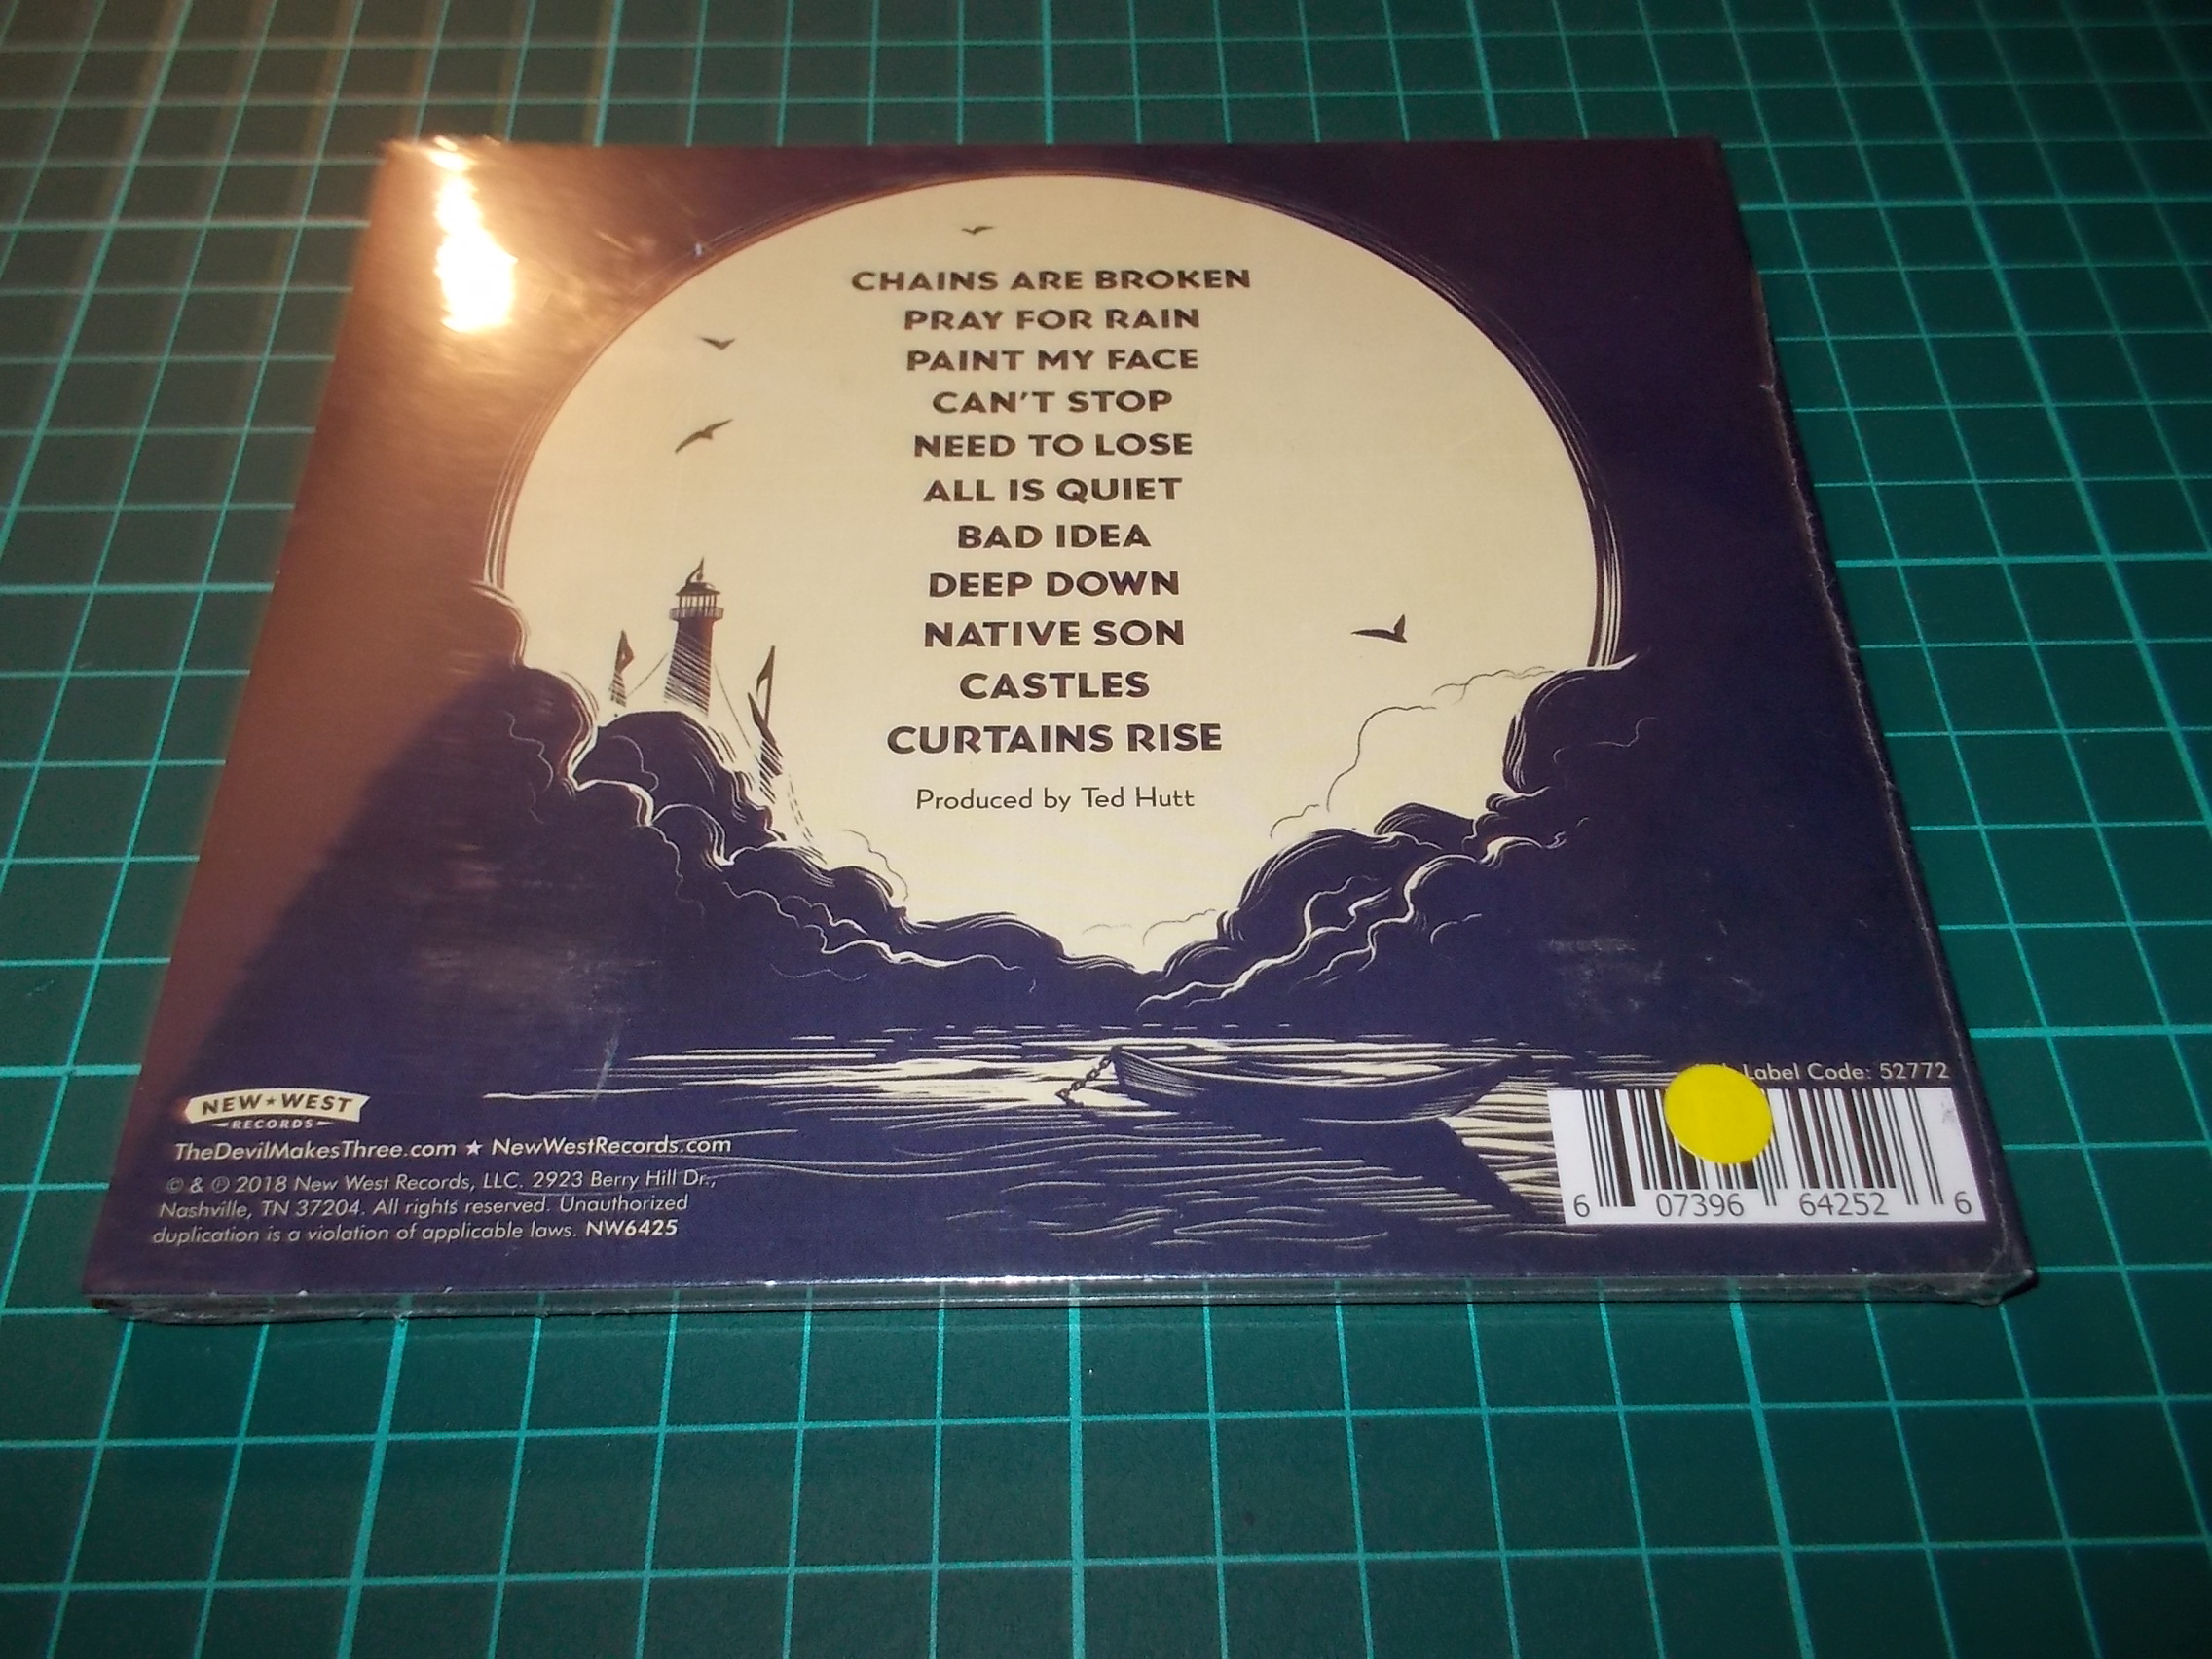 CHAINS ARE BROKEN
PRAY FOR RAIN
PAINT MY FACE
CAN'T STOP
NEED TO LOSE
ALL IS QUIET
BAD IDEA
DEEP DOWN
NATIVE SON
CASTLES
CURTAINS RISE
Produced by Ted Hutt
NEW★WEST
RECORDS
TheDevilMakesThree.com ★ NewWestRecords.com
© & ℗ 2018 New West Records, LLC. 2923 Berry Hill Dr.,
Nashville, TN 37204. All rights reserved. Unauthorized
duplication is a violation of applicable laws. NW6425
Label Code: 52772
6 07396 64252 6